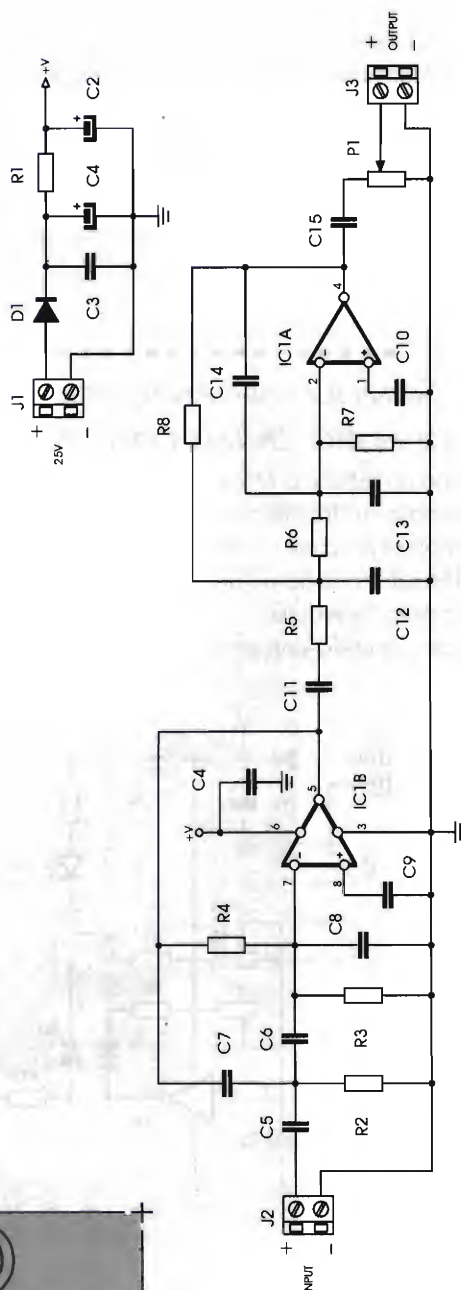 J1
+
25V
−
D1
C3
C4
+
R1
C2
+
+V
R8
C14
C4
+V
R4
C7
C5
C6
R2
R3
C8
C9
7
−
8
+
6
3
5
IC1B
C11
R5
R6
C12
C13
R7
2
−
1
+
4
IC1A
C10
C15
P1
J3
+
OUTPUT
−
J2
+
NPUT
−